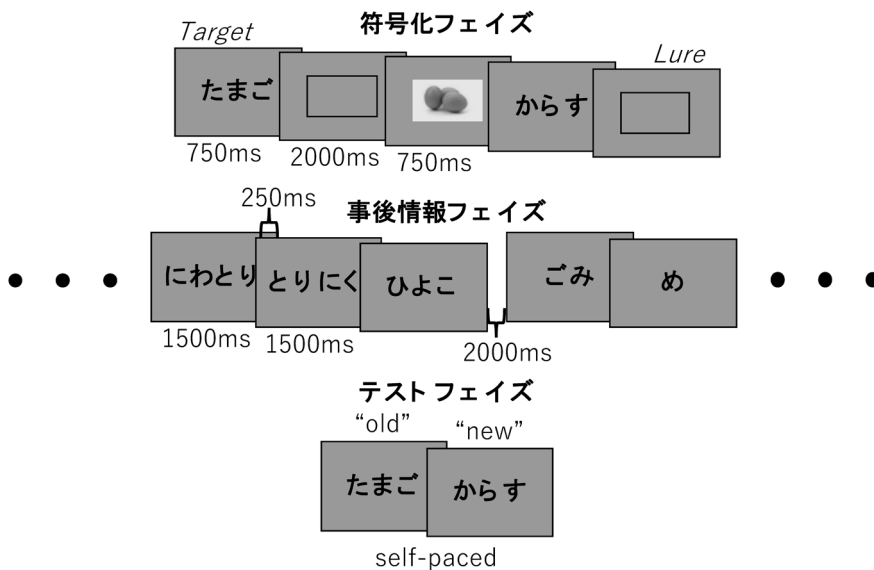 符号化フェイズ
Target
Lure
たまご
からす
750ms
2000ms
750ms
250ms
事後情報フェイズ
にわとり
とりにく
ひよこ
ごみ
め
1500ms
1500ms
2000ms
テストフェイズ
“old”
“new”
たまご
からす
self-paced